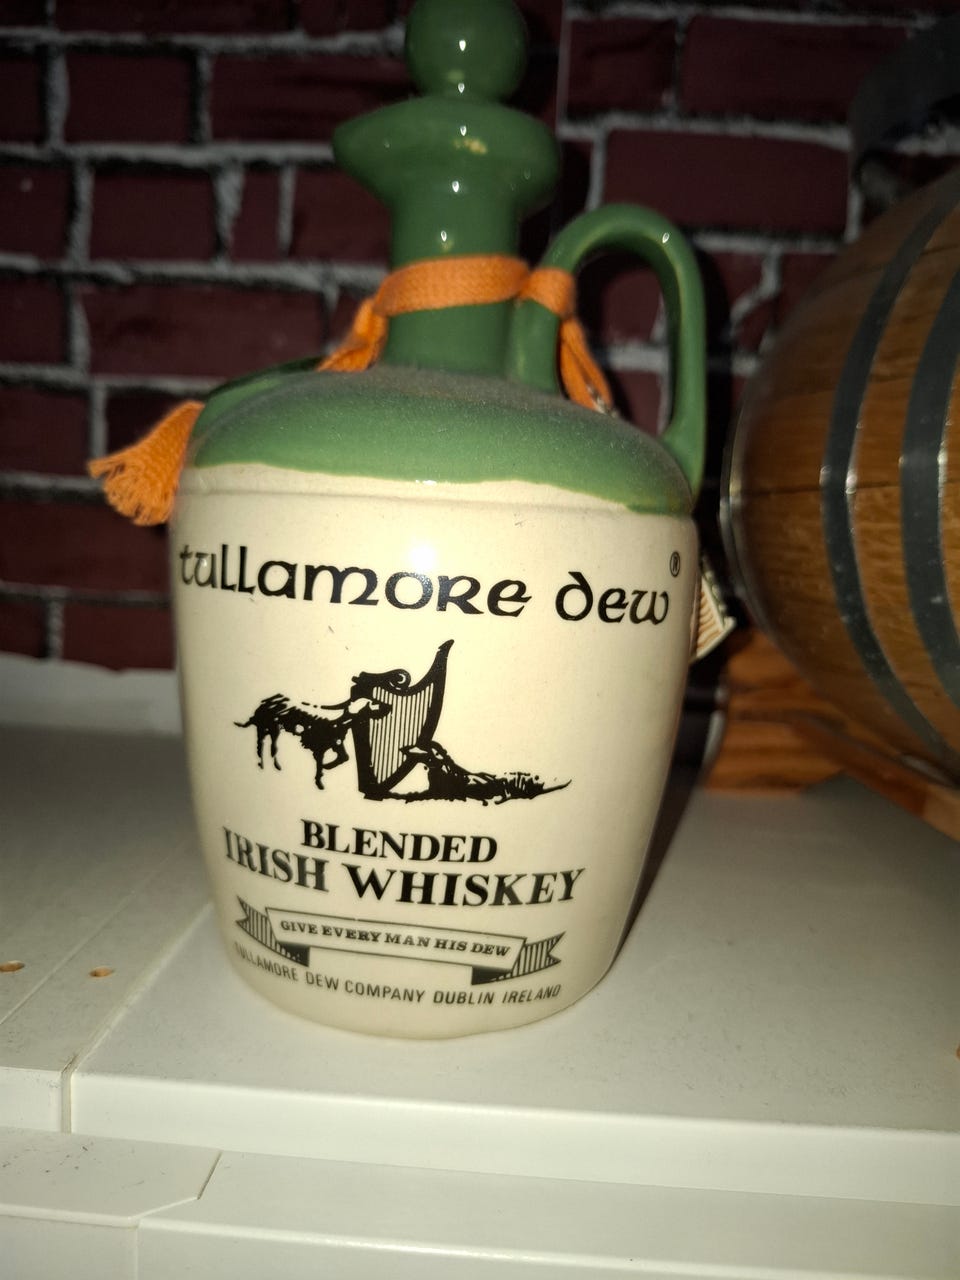 tullamore dew ®
BLENDED
IRISH WHISKEY
GIVE EVERY MAN HIS DEW
TULLAMORE DEW COMPANY DUBLIN IRELAND